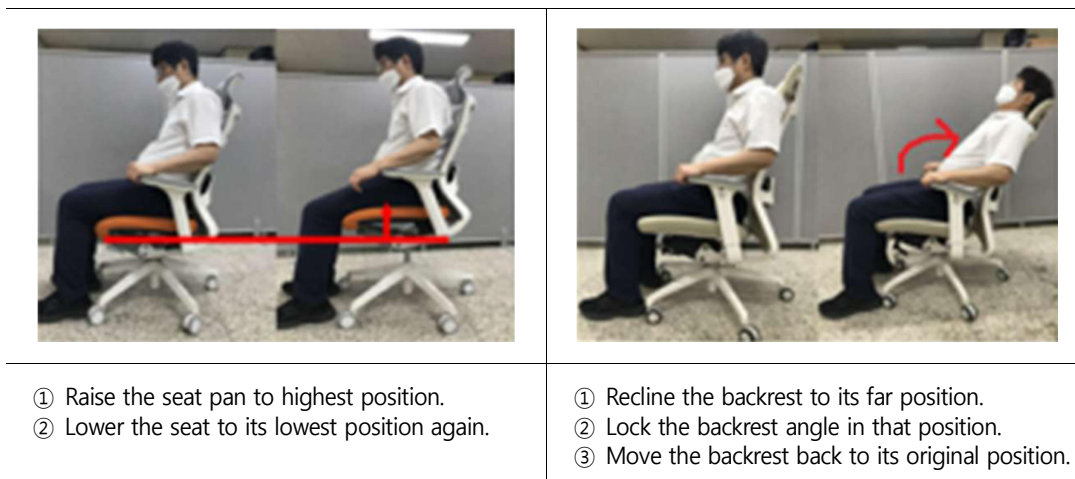 ① Raise the seat pan to highest position.
② Lower the seat to its lowest position again.
① Recline the backrest to its far position.
② Lock the backrest angle in that position.
③ Move the backrest back to its original position.